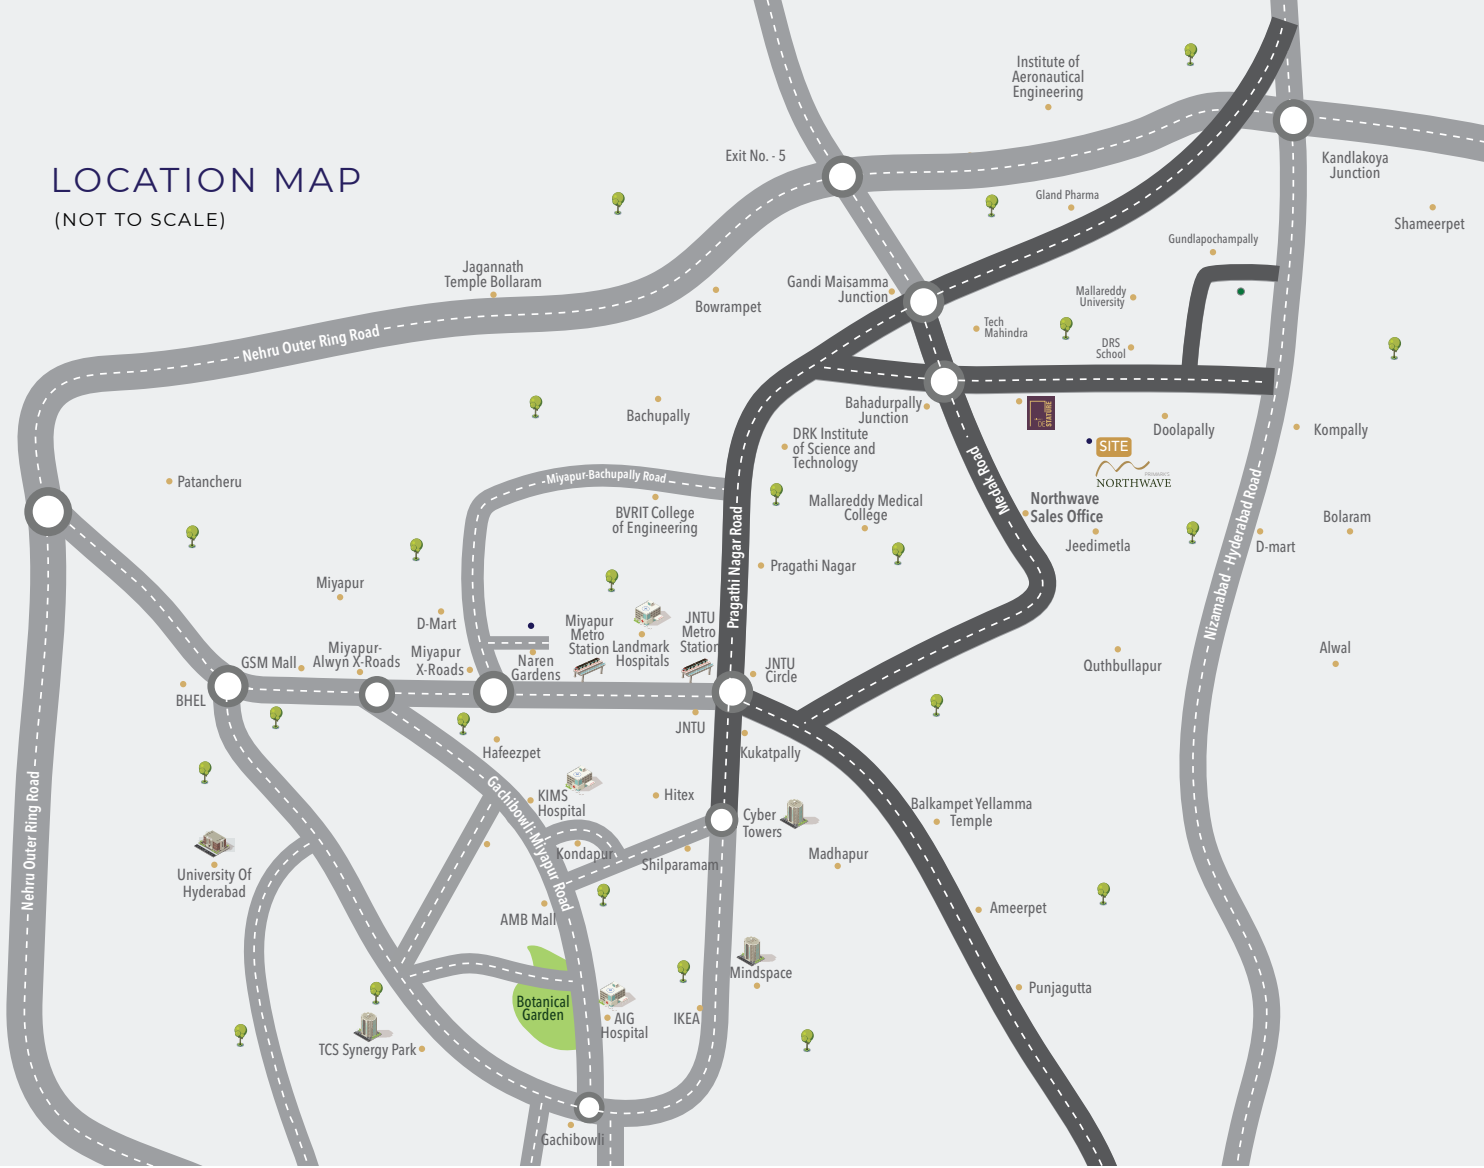 LOCATION MAP
(NOT TO SCALE)
Institute of
Aeronautical
Engineering
Exit No. - 5
Kandlakoya
Junction
Gland Pharma
Shameerpet
Gundlapochampally
Jagannath
Temple Bollaram
Gandi Maisamma
Junction
Bowrampet
Mallareddy
University
Tech
Mahindra
DRS
School
Nehru Outer Ring Road
Bachupally
Bahadurpally
Junction
DE
STATURE
Doolapally
Kompally
DRK Institute
of Science and
Technology
SITE
PRIMARK'S
NORTHWAVE
Medak Road
Patancheru
Miyapur-Bachupally Road
BVRIT College
of Engineering
Mallareddy Medical
College
Northwave
Sales Office
Jeedimetla
Nizamabad - Hyderabad Road
Bolaram
D-mart
Pragathi Nagar Road
Pragathi Nagar
Miyapur
D-Mart
Miyapur
Metro
Station
Landmark
Hospitals
JNTU
Metro
Station
GSM Mall
Miyapur-
Alwyn X-Roads
Miyapur
X-Roads
Naren
Gardens
JNTU
Circle
Quthbullapur
Alwal
BHEL
JNTU
Hafeezpet
Kukatpally
Nehru Outer Ring Road
Gachibowli-Miyapur Road
KIMS
Hospital
Hitex
Cyber
Towers
Balkampet Yellamma
Temple
Kondapur
Shilparamam
Madhapur
University Of
Hyderabad
AMB Mall
Ameerpet
Mindspace
Punjagutta
Botanical
Garden
AIG
Hospital
IKEA
TCS Synergy Park
Gachibowli